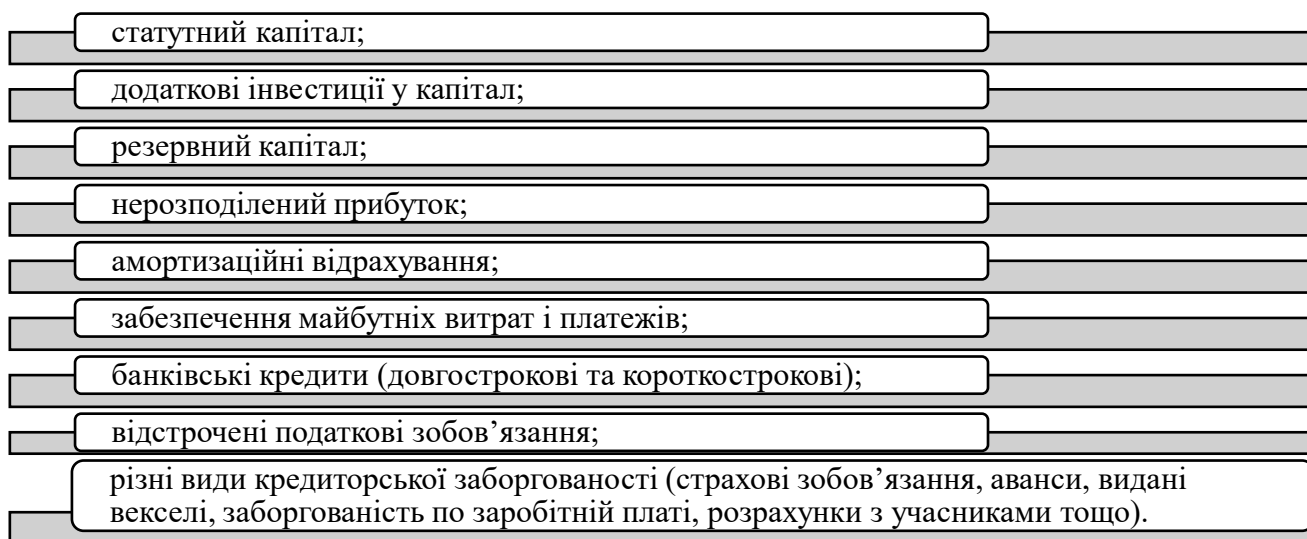 статутний капітал;
додаткові інвестиції у капітал;
резервний капітал;
нерозподілений прибуток;
амортизаційні відрахування;
забезпечення майбутніх витрат і платежів;
банківські кредити (довгострокові та короткострокові);
відстрочені податкові зобов’язання;
різні види кредиторської заборгованості (страхові зобов’язання, аванси, видані
векселі, заборгованість по заробітній платі, розрахунки з учасниками тощо).